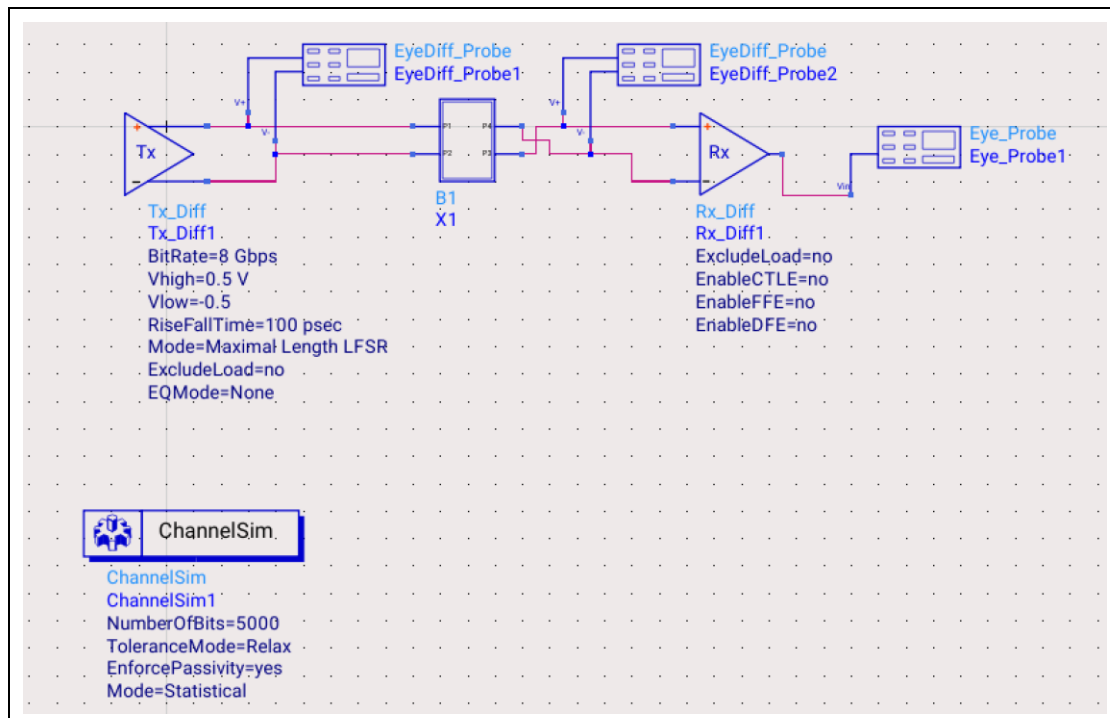 EyeDiff_Probe
EyeDiff_Probe1
EyeDiff_Probe
EyeDiff_Probe2
V+
V-
V+
V-
+
Tx
P1
P2
P4
P3
+
Rx
Eye_Probe
Eye_Probe1
Vin
B1
X1
Tx_Diff
Tx_Diff1
BitRate=8 Gbps
Vhigh=0.5 V
Vlow=-0.5
RiseFallTime=100 psec
Mode=Maximal Length LFSR
ExcludeLoad=no
EQMode=None
Rx_Diff
Rx_Diff1
ExcludeLoad=no
EnableCTLE=no
EnableFFE=no
EnableDFE=no
ChannelSim
ChannelSim
ChannelSim1
NumberOfBits=5000
ToleranceMode=Relax
EnforcePassivity=yes
Mode=Statistical